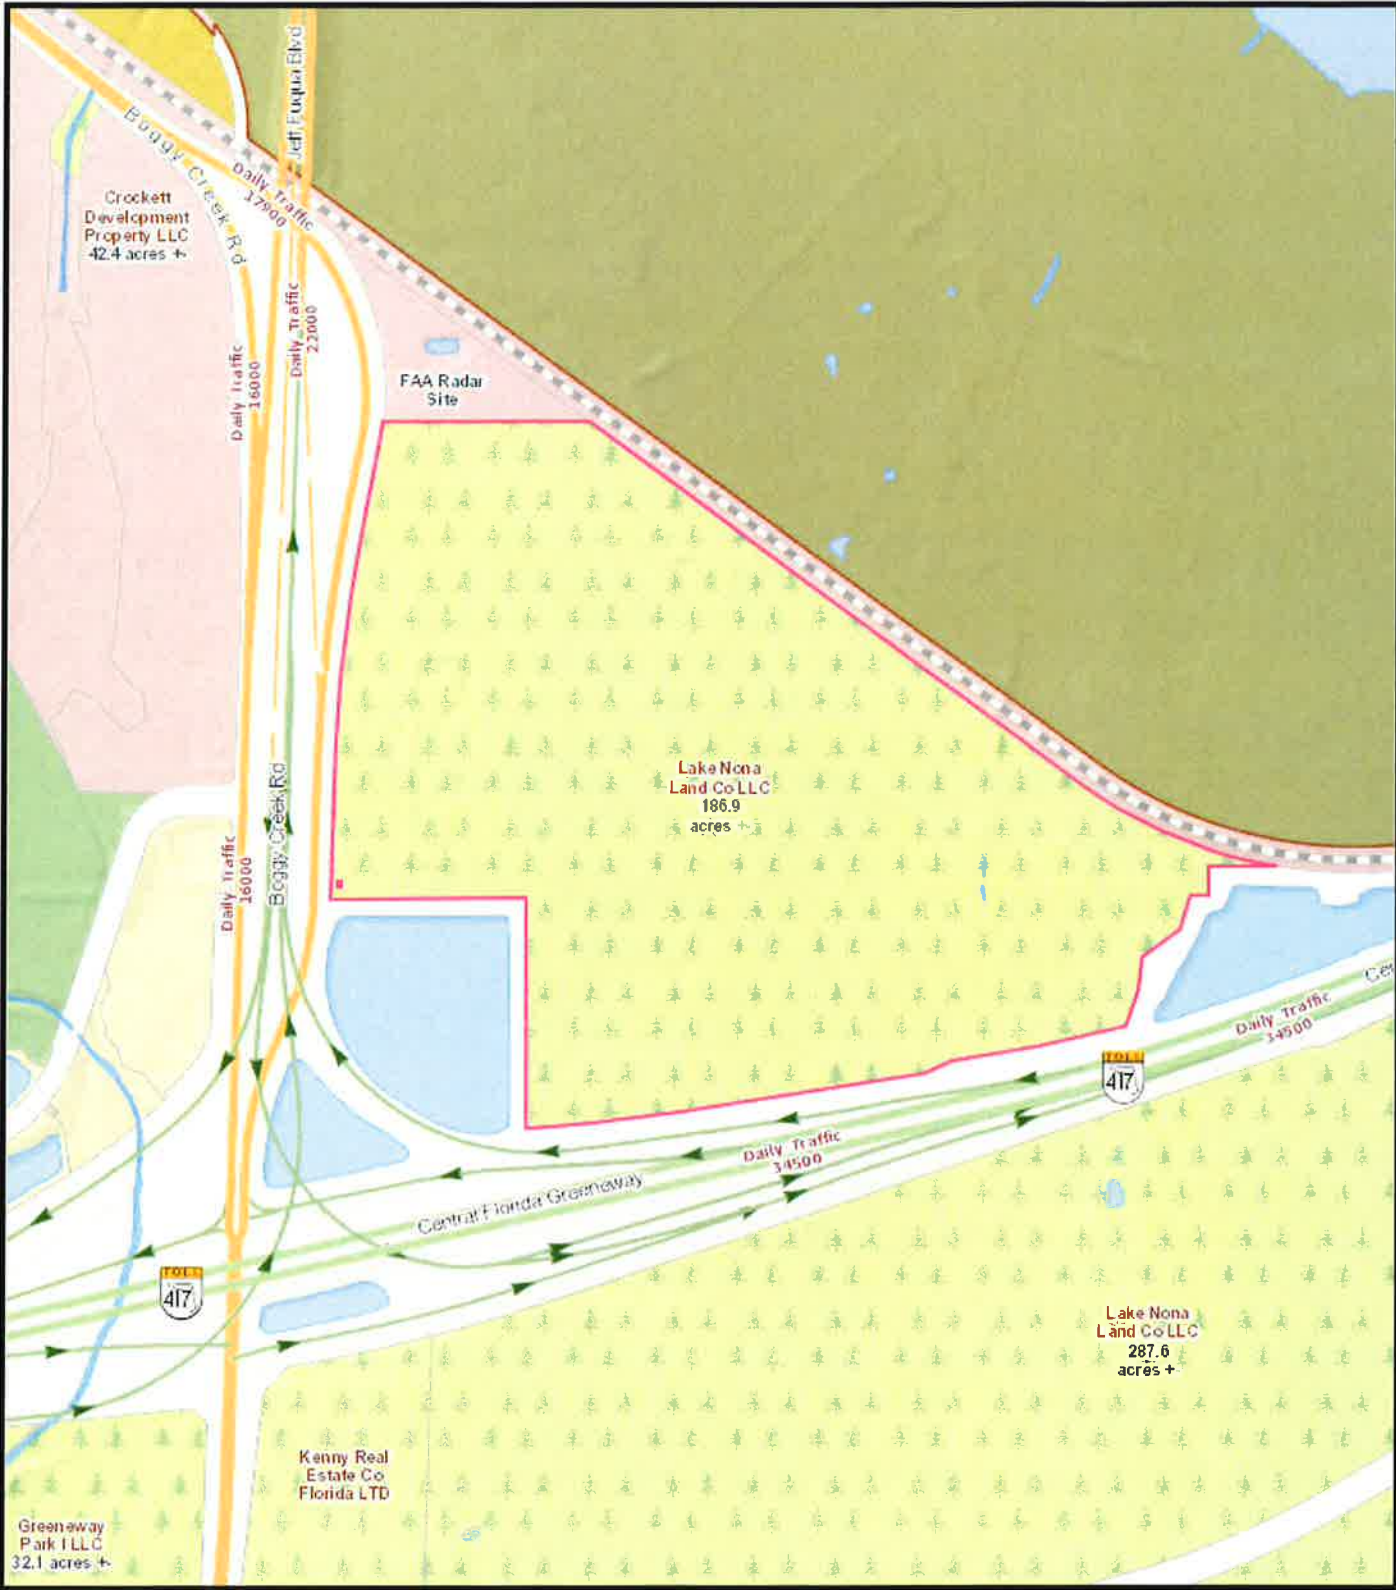 Jeff Fuqua Blvd
Boggy Creek Rd
Daily Traffic
17900
Crockett
Development
Property LLC
42.4 acres +-
Daily Traffic
22000
Daily Traffic
16000
FAA Radar
Site
Lake Nona
Land Co LLC
186.9
acres +-
Boggy Creek Rd
Daily Traffic
16000
Cen
Daily Traffic
34500
TOLL
417
Daily Traffic
34500
Central Florida Greeneway
TOLL
417
Lake Nona
Land Co LLC
287.6
acres +-
Kenny Real
Estate Co
Florida LTD
Greeneway
Park I LLC
32.1 acres +-